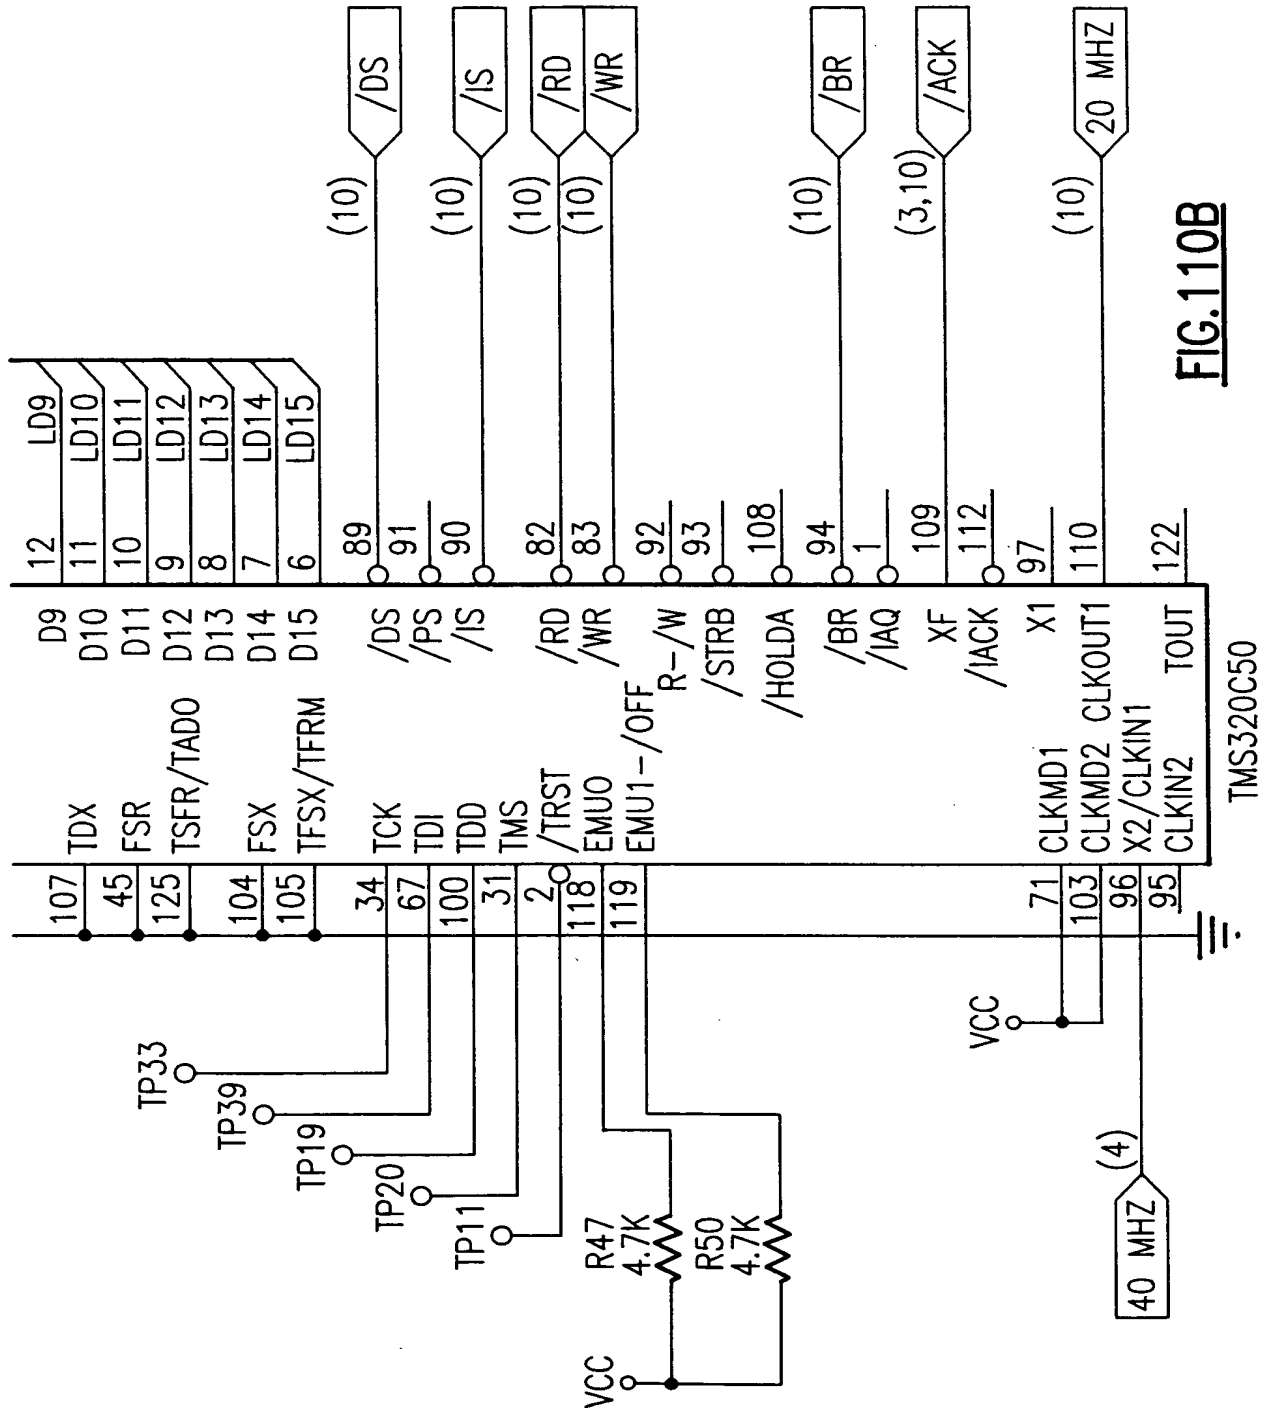 12
LD9
11
LD10
10
LD11
9
LD12
8
LD13
7
LD14
6
LD15
D9
D10
D11
D12
D13
D14
D15
89
(10)
/DS
/DS
91
/PS
90
(10)
/IS
/IS
82
(10)
/RD
/RD
83
(10)
/WR
/WR
92
R-/W
93
/STRB
108
/HOLDA
94
(10)
/BR
/BR
1
/IAQ
109
(3,10)
/ACK
XF
112
/IACK
97
X1
110
(10)
20 MHZ
CLKOUT1
122
TOUT
107
TDX
45
FSR
125
TSFR/TADO
104
FSX
105
TFSX/TFRM
TP33
34
TCK
TP39
67
TDI
TP19
100
TDD
TP20
31
TMS
TP11
2
/TRST
118
EMU0
119
EMU1-/OFF
R47
4.7K
R50
4.7K
VCC
VCC
71
CLKMD1
103
CLKMD2
40 MHZ
(4)
96
X2/CLKIN1
95
CLKIN2
TMS320C50
FIG.110B